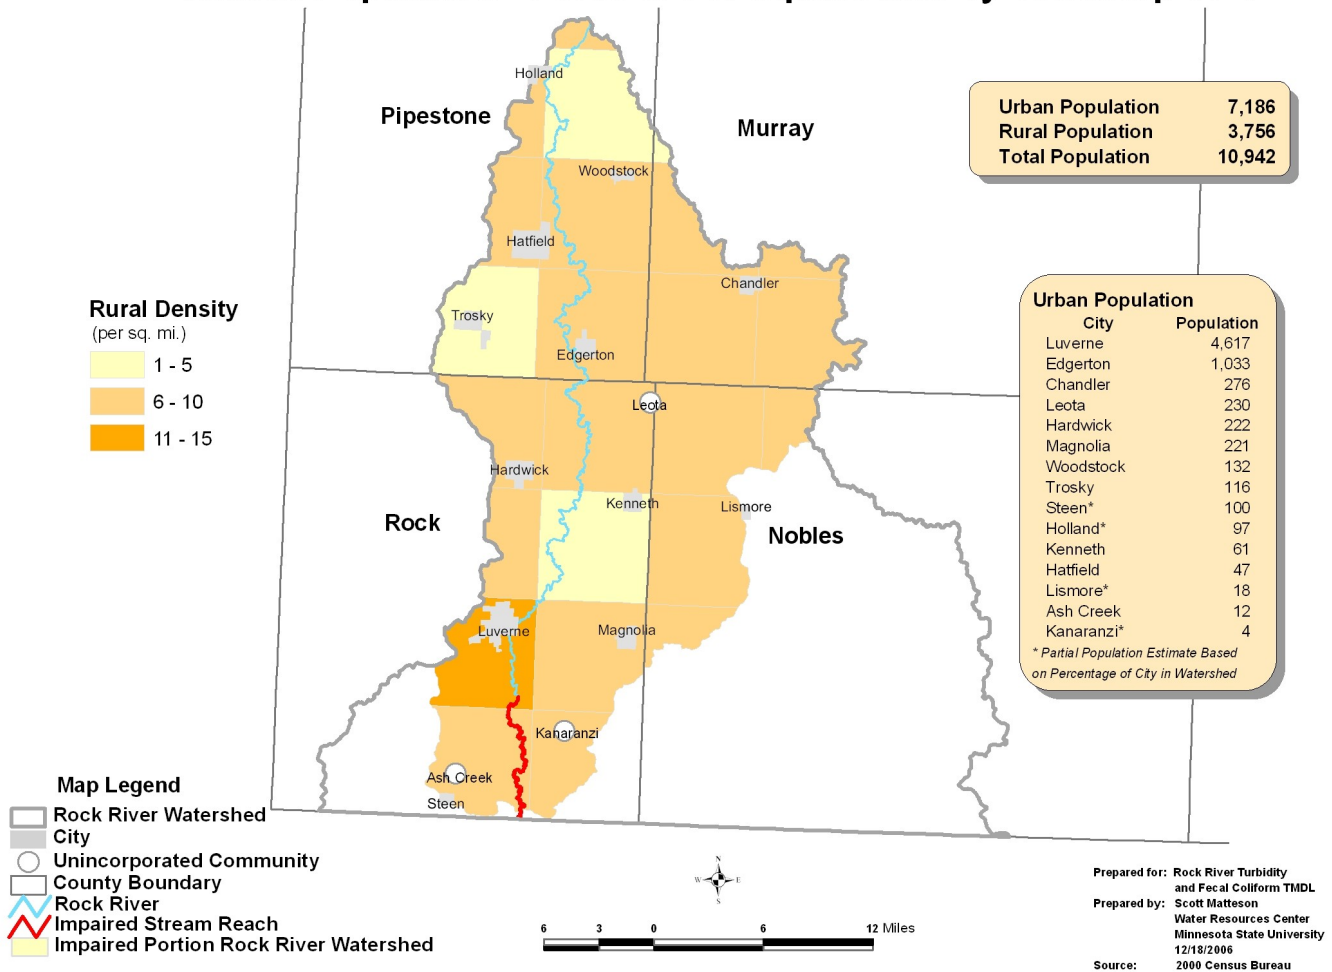 Holland
Pipestone
Murray
Woodstock
Hatfield
Chandler
Trosky
Edgerton
Leota
Hardwick
Kenneth
Lismore
Rock
Nobles
Luverne
Magnolia
Kanaranzi
Ash Creek
Steen
Urban Population 7,186
Rural Population 3,756
Total Population 10,942
Rural Density
(per sq. mi.)
1 - 5
6 - 10
11 - 15
Urban Population
City Population
Luverne 4,617
Edgerton 1,033
Chandler 276
Leota 230
Hardwick 222
Magnolia 221
Woodstock 132
Trosky 116
Steen* 100
Holland* 97
Kenneth 61
Hatfield 47
Lismore* 18
Ash Creek 12
Kanaranzi* 4
* Partial Population Estimate Based
on Percentage of City in Watershed
Map Legend
Rock River Watershed
City
Unincorporated Community
County Boundary
Rock River
Impaired Stream Reach
Impaired Portion Rock River Watershed
N
W E
S
6 3 0 6 12 Miles
Prepared for: Rock River Turbidity
and Fecal Coliform TMDL
Prepared by: Scott Matteson
Water Resources Center
Minnesota State University
12/18/2006
Source: 2000 Census Bureau